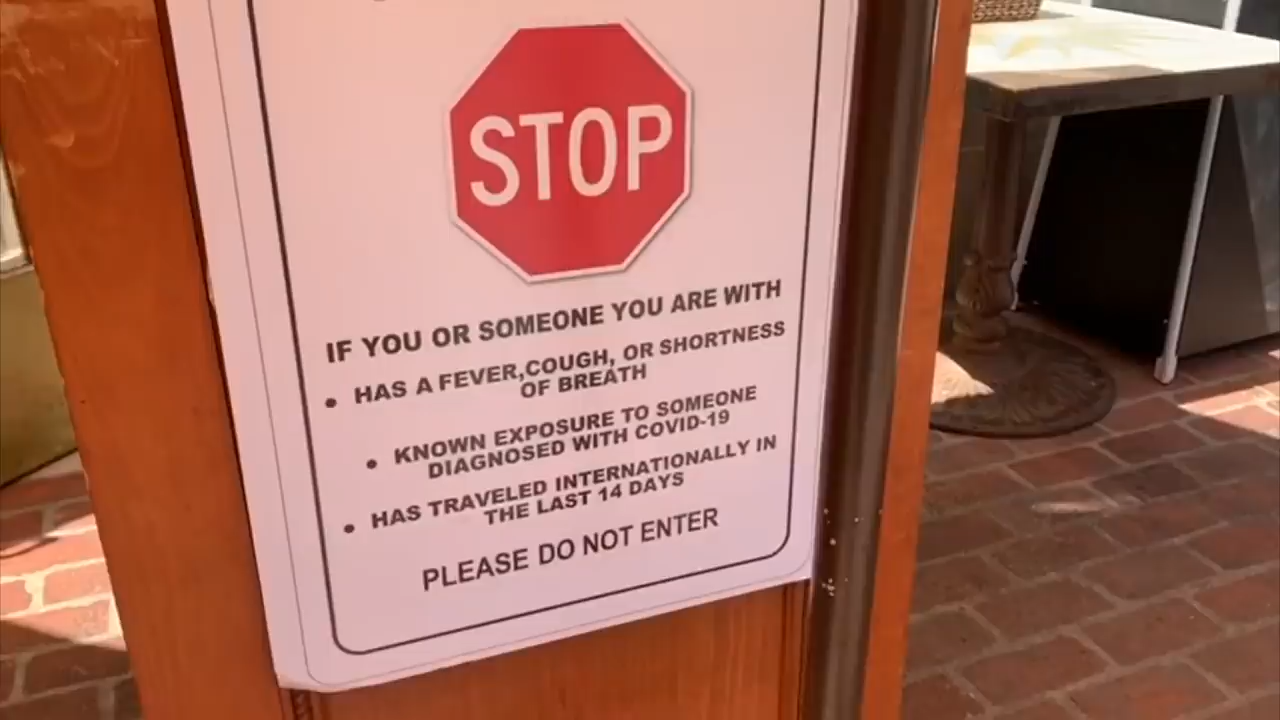 STOP
IF YOU OR SOMEONE YOU ARE WITH
• HAS A FEVER,COUGH, OR SHORTNESS
OF BREATH
• KNOWN EXPOSURE TO SOMEONE
DIAGNOSED WITH COVID-19
• HAS TRAVELED INTERNATIONALLY IN
THE LAST 14 DAYS
PLEASE DO NOT ENTER